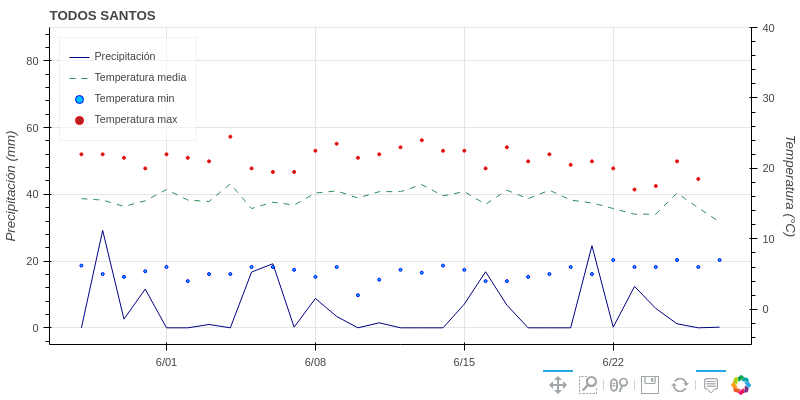 TODOS SANTOS
Precipitación
Temperatura media
Temperatura min
Temperatura max
Precipitación (mm)
80
60
40
20
0
Temperatura (°C)
40
30
20
10
0
6/01
6/08
6/15
6/22